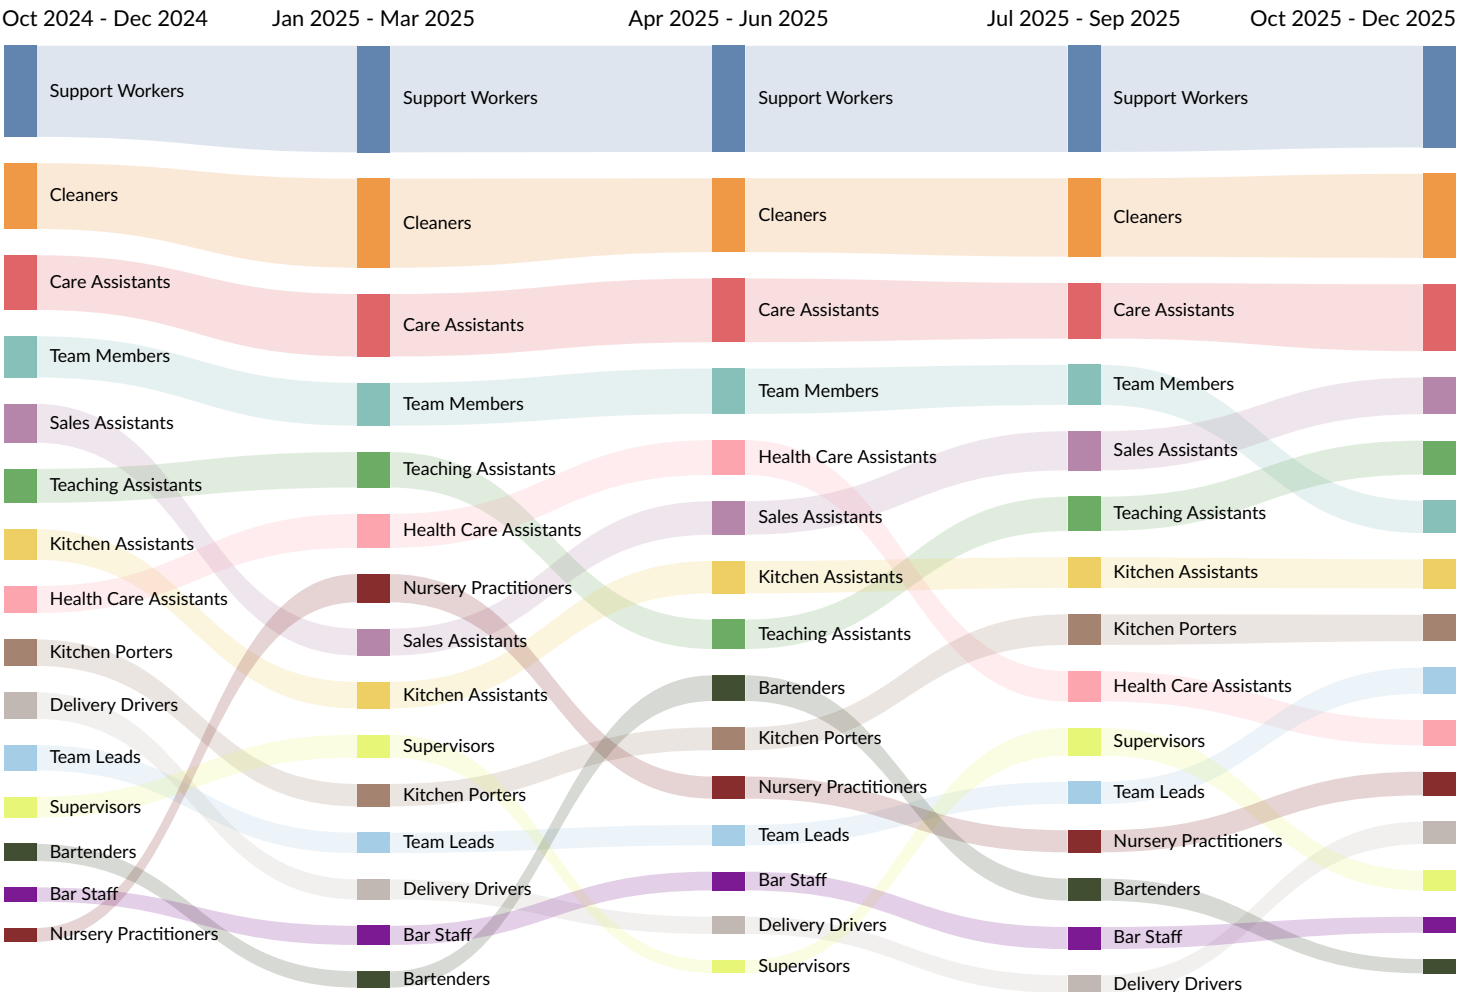 Oct 2024 - Dec 2024
Jan 2025 - Mar 2025
Apr 2025 - Jun 2025
Jul 2025 - Sep 2025
Oct 2025 - Dec 2025
Support Workers
Cleaners
Care Assistants
Team Members
Sales Assistants
Teaching Assistants
Kitchen Assistants
Health Care Assistants
Kitchen Porters
Delivery Drivers
Team Leads
Supervisors
Bartenders
Bar Staff
Nursery Practitioners
Support Workers
Cleaners
Care Assistants
Team Members
Teaching Assistants
Health Care Assistants
Nursery Practitioners
Sales Assistants
Kitchen Assistants
Supervisors
Kitchen Porters
Team Leads
Delivery Drivers
Bar Staff
Bartenders
Support Workers
Cleaners
Care Assistants
Team Members
Health Care Assistants
Sales Assistants
Kitchen Assistants
Teaching Assistants
Bartenders
Kitchen Porters
Nursery Practitioners
Team Leads
Bar Staff
Delivery Drivers
Supervisors
Support Workers
Cleaners
Care Assistants
Team Members
Sales Assistants
Teaching Assistants
Kitchen Assistants
Kitchen Porters
Health Care Assistants
Supervisors
Team Leads
Nursery Practitioners
Bartenders
Bar Staff
Delivery Drivers